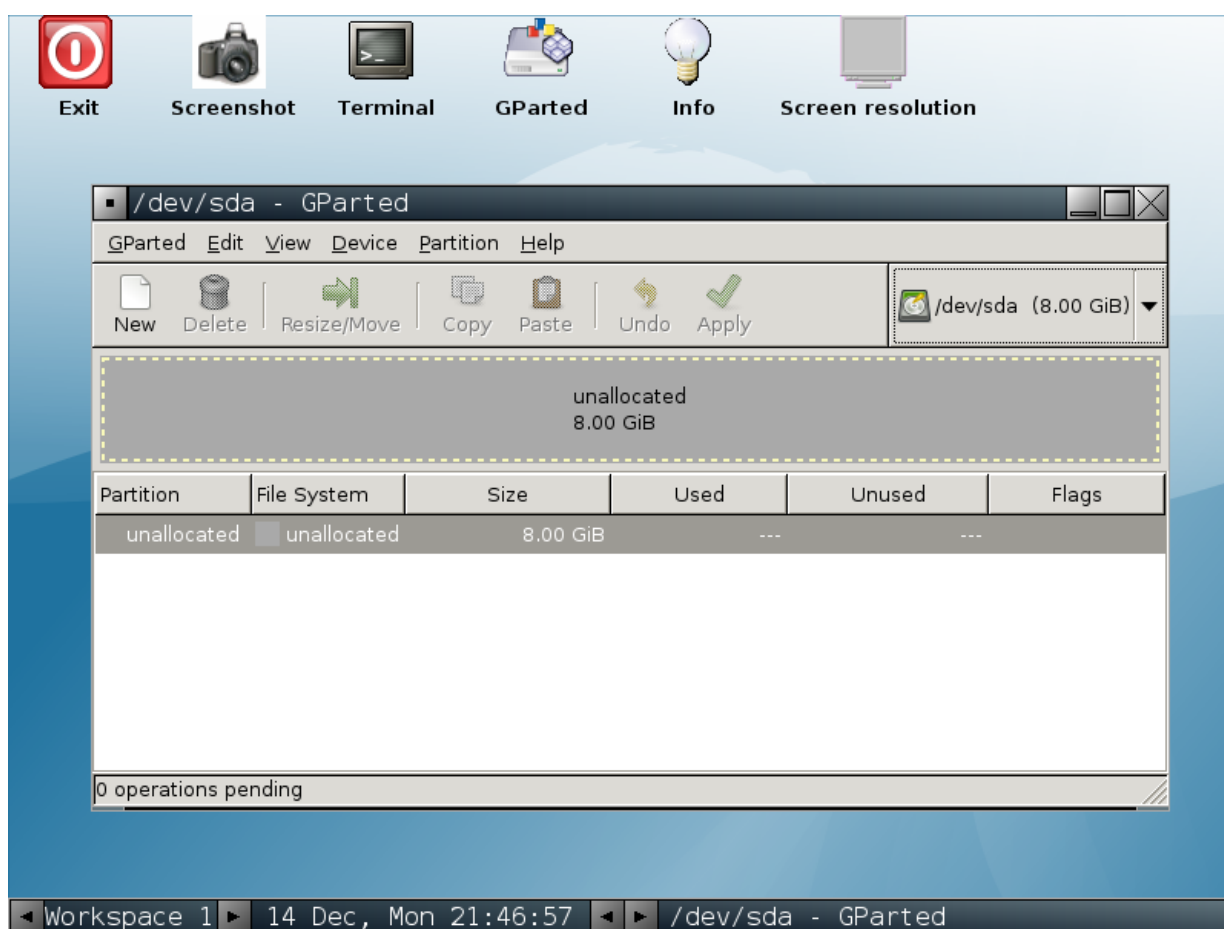 Exit Screenshot Terminal GParted Info Screen resolution
/dev/sda - GParted
GParted Edit View Device Partition Help
New Delete Resize/Move Copy Paste Undo Apply /dev/sda (8.00 GiB)
unallocated
8.00 GiB
Partition File System Size Used Unused Flags
unallocated unallocated 8.00 GiB --- ---
0 operations pending
Workspace 1 14 Dec, Mon 21:46:57 /dev/sda - GParted